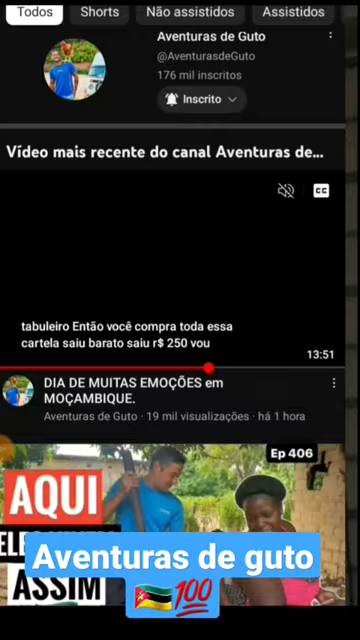 Todos
Shorts
Não assistidos
Assistidos
Aventuras de Guto
@AventurasdeGuto
176 mil inscritos
Inscrito
Vídeo mais recente do canal Aventuras de...
CC
tabuleiro Então você compra toda essa
cartela saiu barato saiu r$ 250 vou
13:51
DIA DE MUITAS EMOÇÕES em
MOÇAMBIQUE.
Aventuras de Guto · 19 mil visualizações · há 1 hora
Ep 406
AQUI
Aventuras de guto
🇲🇿💯
ASSIM